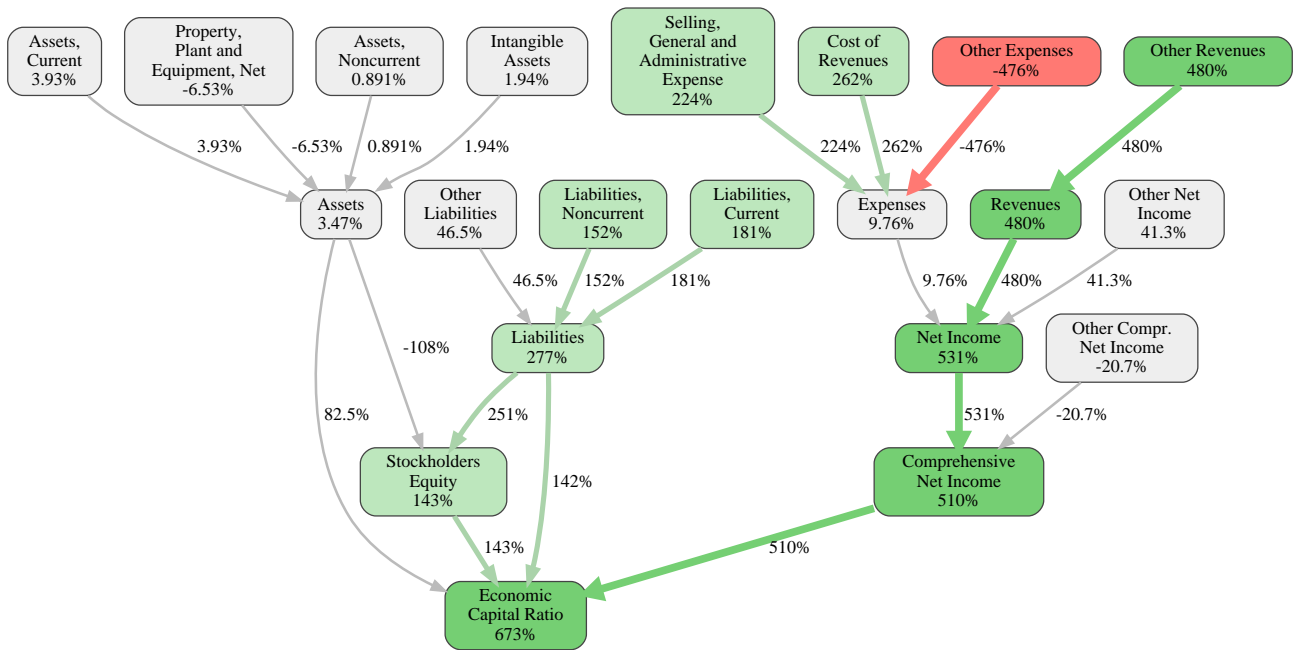 Assets,
Current
3.93%
Property,
Plant and
Equipment, Net
-6.53%
Assets,
Noncurrent
0.891%
Intangible
Assets
1.94%
Selling,
General and
Administrative
Expense
224%
Cost of
Revenues
262%
Other Expenses
-476%
Other Revenues
480%
3.93%
-6.53%
0.891%
1.94%
224%
262%
-476%
480%
Assets
3.47%
Other
Liabilities
46.5%
Liabilities,
Noncurrent
152%
Liabilities,
Current
181%
Expenses
9.76%
Revenues
480%
Other Net
Income
41.3%
46.5%
152%
181%
9.76%
480%
41.3%
Liabilities
277%
Net Income
531%
Other Compr.
Net Income
-20.7%
-108%
82.5%
251%
531%
-20.7%
Stockholders
Equity
143%
142%
Comprehensive
Net Income
510%
143%
510%
Economic
Capital Ratio
673%